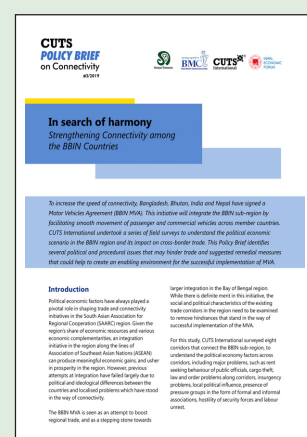 CUTS
POLICY BRIEF
on Connectivity
#2/2019
BMC
CUTS
International
NEPAL
ECONOMIC
FORUM
In search of harmony
Strengthening Connectivity among
the BBIN Countries
To increase the speed of connectivity, Bangladesh, Bhutan, India and Nepal have signed a
Motor Vehicles Agreement (BBIN MVA). This initiative will integrate the BBIN sub-region by
facilitating smooth movement of passenger and commercial vehicles across member countries.
CUTS International undertook a series of field surveys to understand the political economic
scenario in the BBIN region and its impact on cross-border trade. This Policy Brief identifies
several political and procedural issues that may hinder trade and suggested remedial measures
that could help to create an enabling environment for the successful implementation of MVA.
Introduction
Political economic factors have always played a
pivotal role in shaping trade and connectivity
initiatives in the South Asian Association for
Regional Cooperation (SAARC) region. Given the
region's share of economic resources and various
economic complementarities, an integration
initiative in the region along the lines of
Association of Southeast Asian Nations (ASEAN)
can produce meaningful economic gains, and usher
in prosperity in the region. However, previous
attempts at integration have failed largely due to
political and ideological differences between the
countries and localised problems which have stood
in the way of connectivity.
The BBIN MVA is seen as an attempt to boost
regional trade, and as a stepping stone towards
larger integration in the Bay of Bengal region.
While there is definite merit in this initiative, the
social and political characteristics of the existing
trade corridors in the region need to be examined
to remove hindrances that stand in the way of
successful implementation of the MVA.
For this study, CUTS International surveyed eight
corridors that connect the BBIN sub-region, to
understand the political economy factors across
corridors, including major problems, such as rent
seeking behaviour of public officials, cargo theft,
law and order problems along corridors, insurgency
problems, local political influence, presence of
pressure groups in the form of formal and informal
associations, hostility of security forces and labour
unrest.